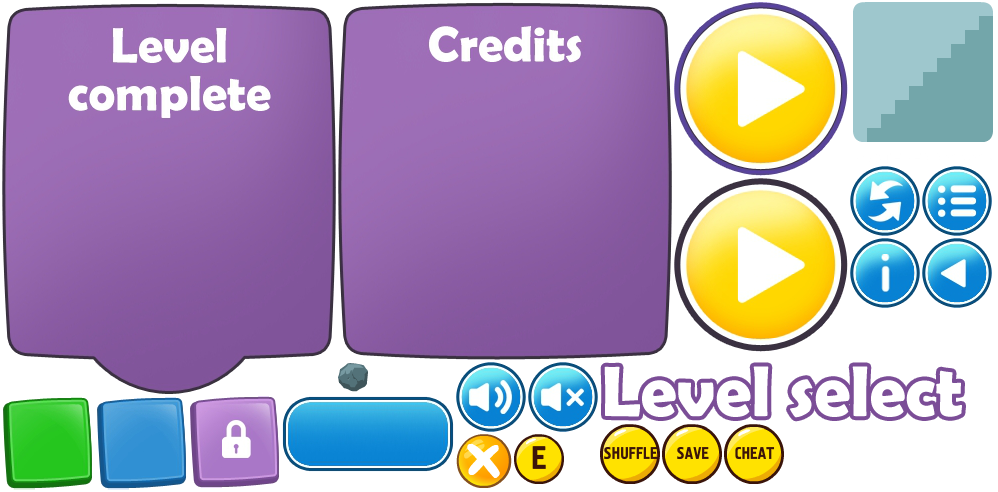 Level
complete
Credits
Level select
E
SHUFFLE
SAVE
CHEAT